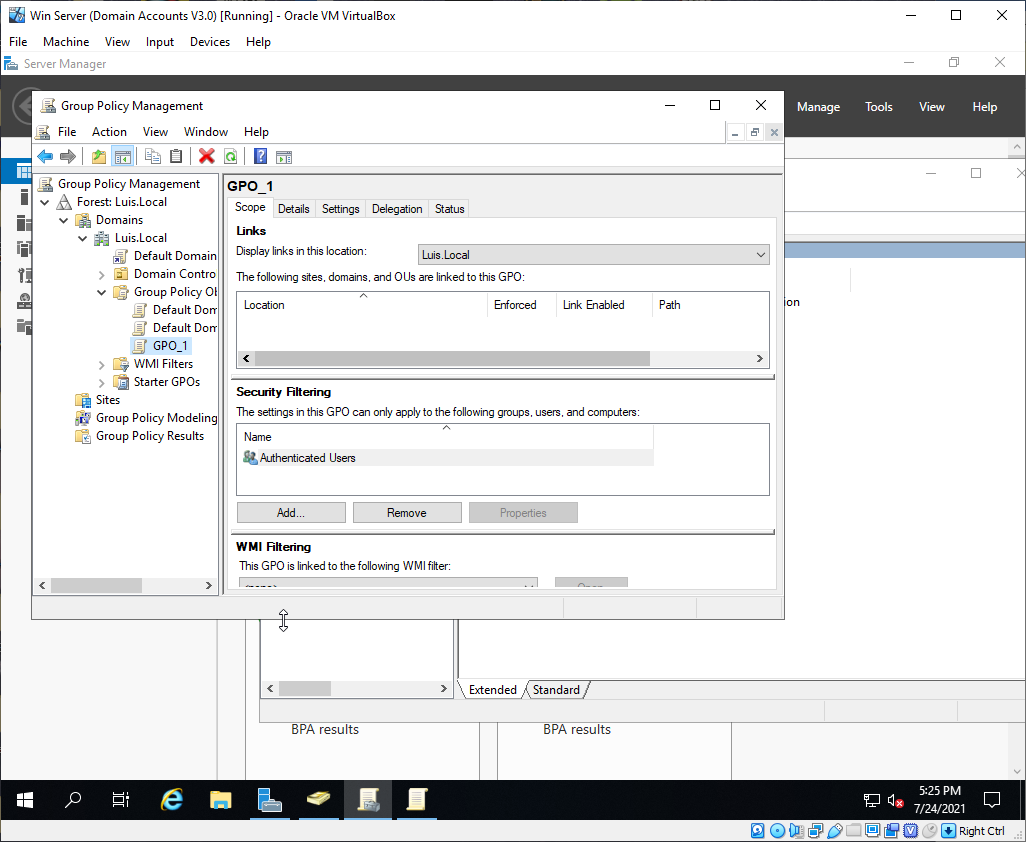 Win Server (Domain Accounts V3.0) [Running] - Oracle VM VirtualBox
File Machine View Input Devices Help
Server Manager
Manage Tools View Help
Group Policy Management
File Action View Window Help
Group Policy Management
Forest: Luis.Local
Domains
Luis.Local
Default Domain
Domain Contro
Group Policy Ob
Default Dom
Default Dom
GPO_1
WMI Filters
Starter GPOs
Sites
Group Policy Modeling
Group Policy Results
GPO_1
Scope Details Settings Delegation Status
Links
Display links in this location: Luis.Local
The following sites, domains, and OUs are linked to this GPO:
Location Enforced Link Enabled Path
Security Filtering
The settings in this GPO can only apply to the following groups, users, and computers:
Name
Authenticated Users
Add... Remove Properties
WMI Filtering
This GPO is linked to the following WMI filter:
<none> Open
ion
Extended Standard
BPA results BPA results
5:25 PM
7/24/2021
Right Ctrl